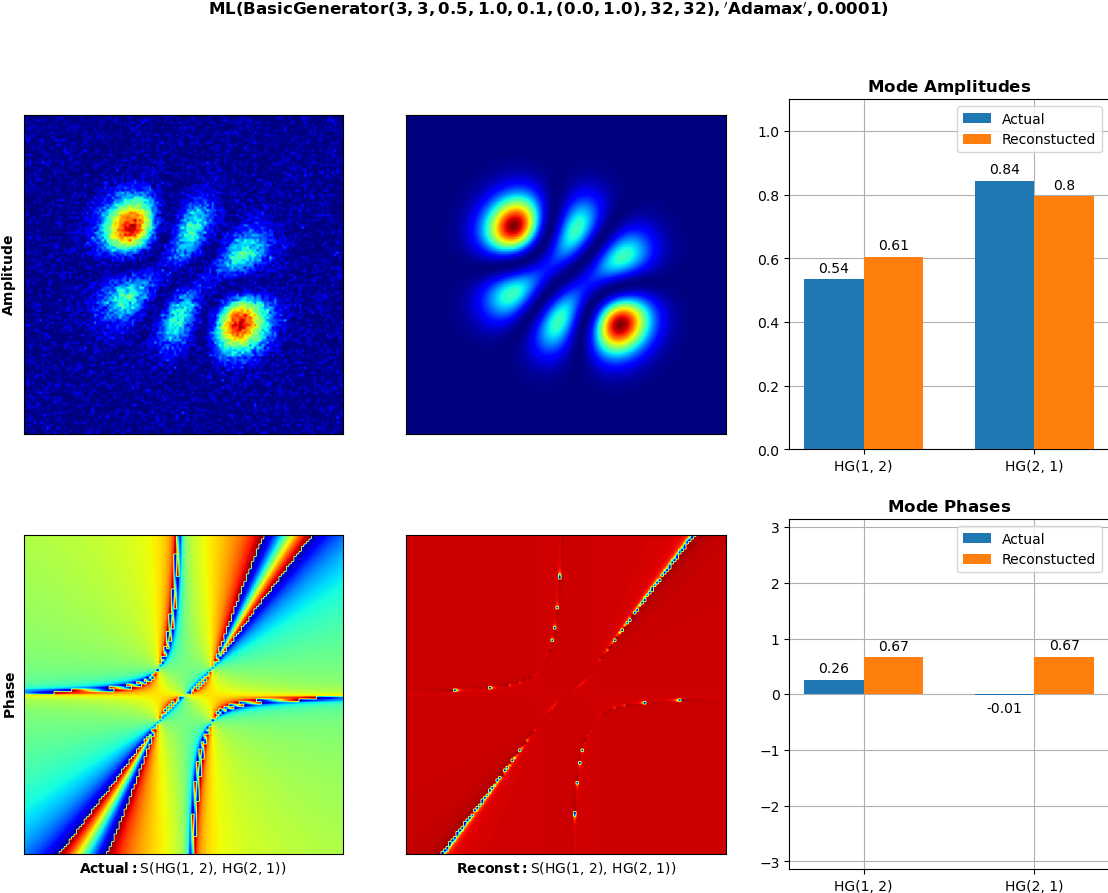 ML(BasicGenerator(3, 3, 0.5, 1.0, 0.1, (0.0, 1.0), 32, 32), 'Adamax', 0.0001)
Amplitude
Mode Amplitudes
Actual
Reconstucted
1.0
0.8
0.6
0.4
0.2
0.0
0.54
0.61
0.84
0.8
HG(1, 2)
HG(2, 1)
Phase
Actual: S(HG(1, 2), HG(2, 1))
Reconst: S(HG(1, 2), HG(2, 1))
Mode Phases
Actual
Reconstucted
3
2
1
0
−1
−2
−3
0.26
0.67
-0.01
0.67
HG(1, 2)
HG(2, 1)